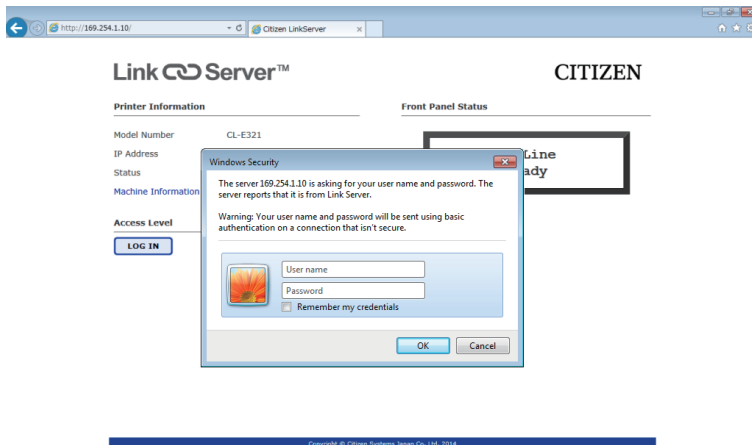 http://169.254.1.10/
Citizen LinkServer
Link Server™
CITIZEN
Printer Information
Front Panel Status
Model Number CL-E321
IP Address
Status
Machine Information
Access Level
LOG IN
Line
ady
Windows Security
The server 169.254.1.10 is asking for your user name and password. The
server reports that it is from Link Server.
Warning: Your user name and password will be sent using basic
authentication on a connection that isn't secure.
User name
Password
Remember my credentials
OK
Cancel
Copyright © Citizen Systems Japan Co. Ltd. 2014